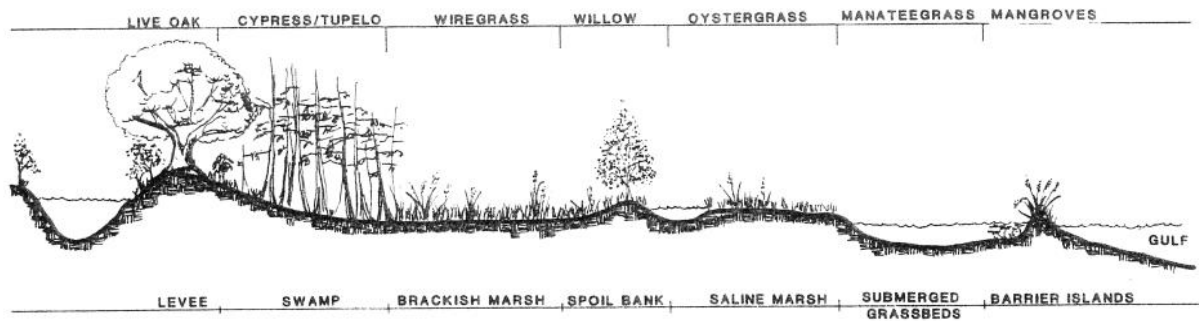 LIVE OAK CYPRESS/TUPELO WIREGRASS WILLOW OYSTERGRASS MANATEEGRASS MANGROVES
GULF
LEVEE SWAMP BRACKISH MARSH SPOIL BANK SALINE MARSH SUBMERGED GRASSBEDS BARRIER ISLANDS